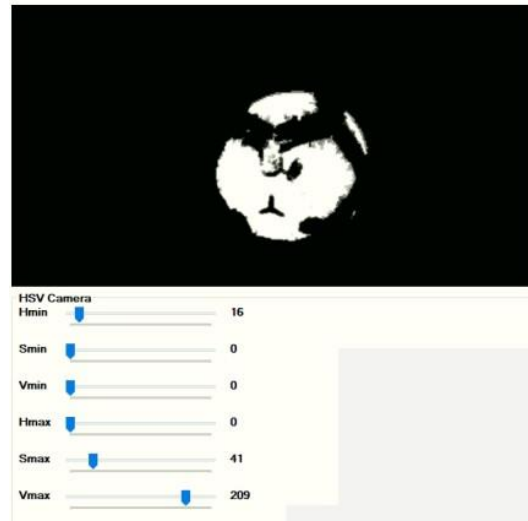 HSV Camera
Hmin 16
Smin 0
Vmin 0
Hmax 0
Smax 41
Vmax 209